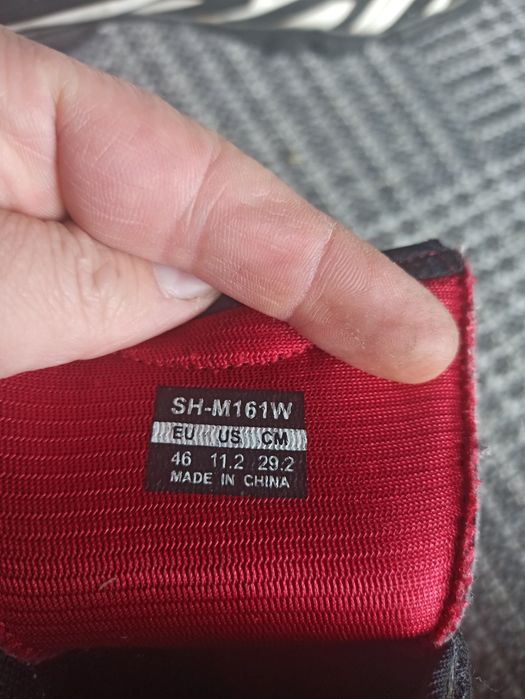 SH-M161W
EU US CM
46 11.2 29.2
MADE IN CHINA